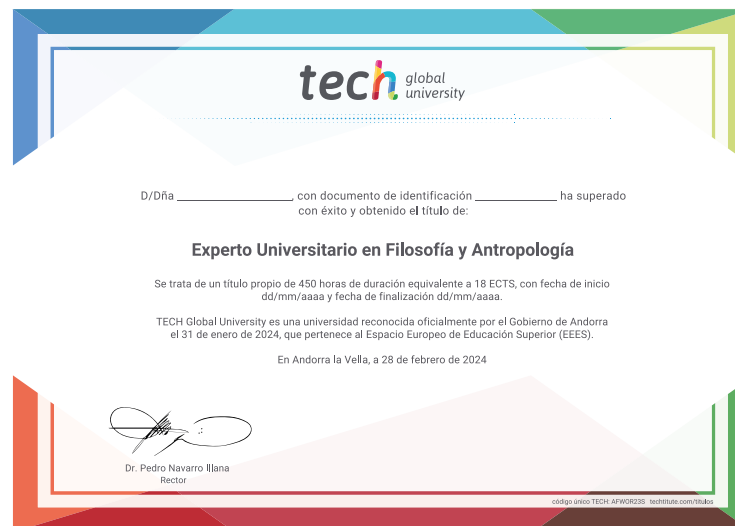 tech global university
D/Dña ____________________, con documento de identificación ______________ ha superado
con éxito y obtenido el título de:
Experto Universitario en Filosofía y Antropología
Se trata de un título propio de 450 horas de duración equivalente a 18 ECTS, con fecha de inicio
dd/mm/aaaa y fecha de finalización dd/mm/aaaa.
TECH Global University es una universidad reconocida oficialmente por el Gobierno de Andorra
el 31 de enero de 2024, que pertenece al Espacio Europeo de Educación Superior (EEES).
En Andorra la Vella, a 28 de febrero de 2024
Dr. Pedro Navarro Illana
Rector
código único TECH: AFWOR23S techtitute.com/titulos